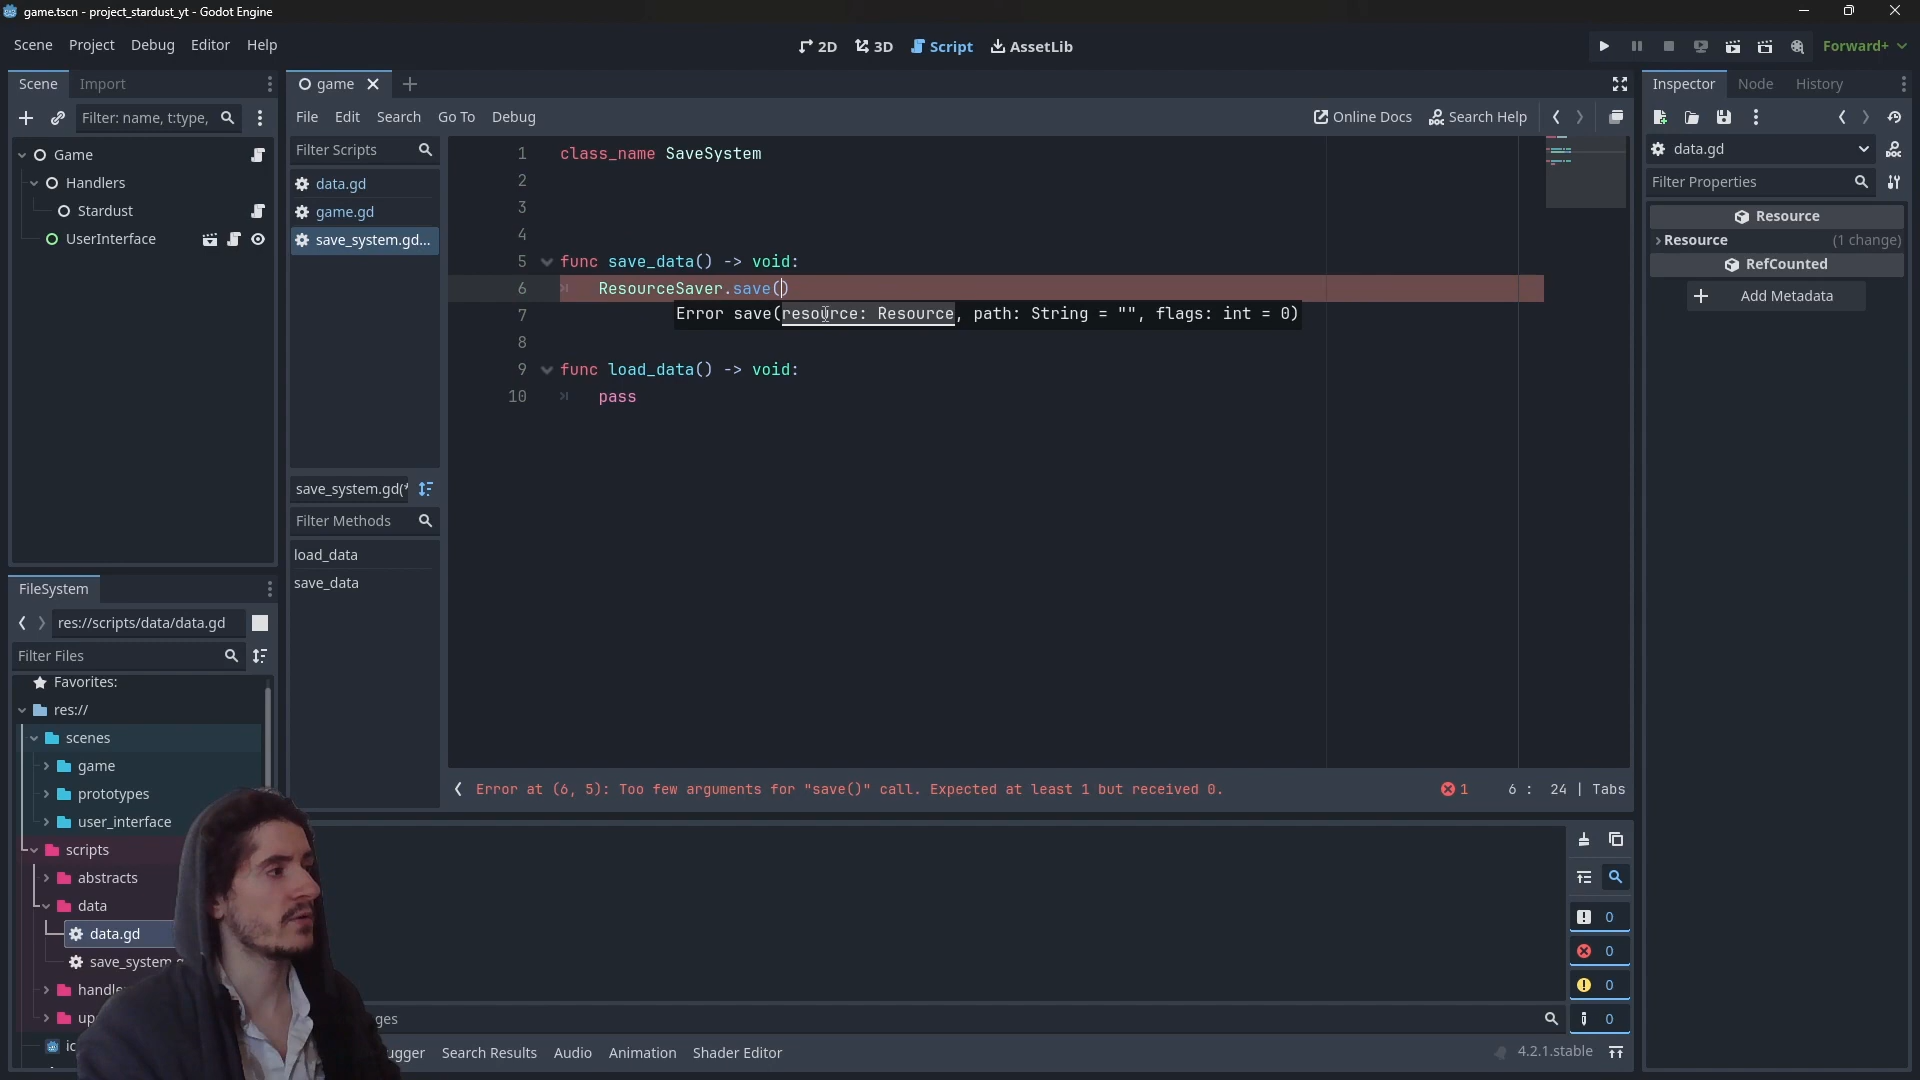 game.tscn - project_stardust_yt - Godot Engine
Scene Project Debug Editor Help
2D 3D Script AssetLib
Forward+
Scene Import
game
Inspector Node History
Filter: name, t:type,
File Edit Search Go To Debug
Online Docs Search Help
Game
Handlers
Stardust
UserInterface
Filter Scripts
data.gd
game.gd
save_system.gd...
save_system.gd(*
Filter Methods
load_data
save_data
1 class_name SaveSystem
2
3
4
5 func save_data() -> void:
6 ResourceSaver.save()
Error save(resource: Resource, path: String = "", flags: int = 0)
7
8
9 func load_data() -> void:
10 pass
Error at (6, 5): Too few arguments for "save()" call. Expected at least 1 but received 0.
1 6 : 24 | Tabs
data.gd
Filter Properties
Resource
Resource (1 change)
RefCounted
Add Metadata
FileSystem
res://scripts/data/data.gd
Filter Files
Favorites:
res://
scenes
game
prototypes
user_interface
scripts
abstracts
data
data.gd
0
0
0
0
Search Results Audio Animation Shader Editor
4.2.1.stable